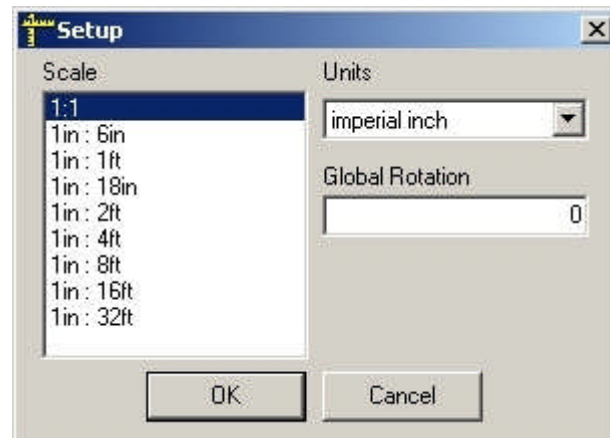 Setup
Scale
1:1
1in : 6in
1in : 1ft
1in : 18in
1in : 2ft
1in : 4ft
1in : 8ft
1in : 16ft
1in : 32ft
Units
imperial inch
Global Rotation
0
OK
Cancel